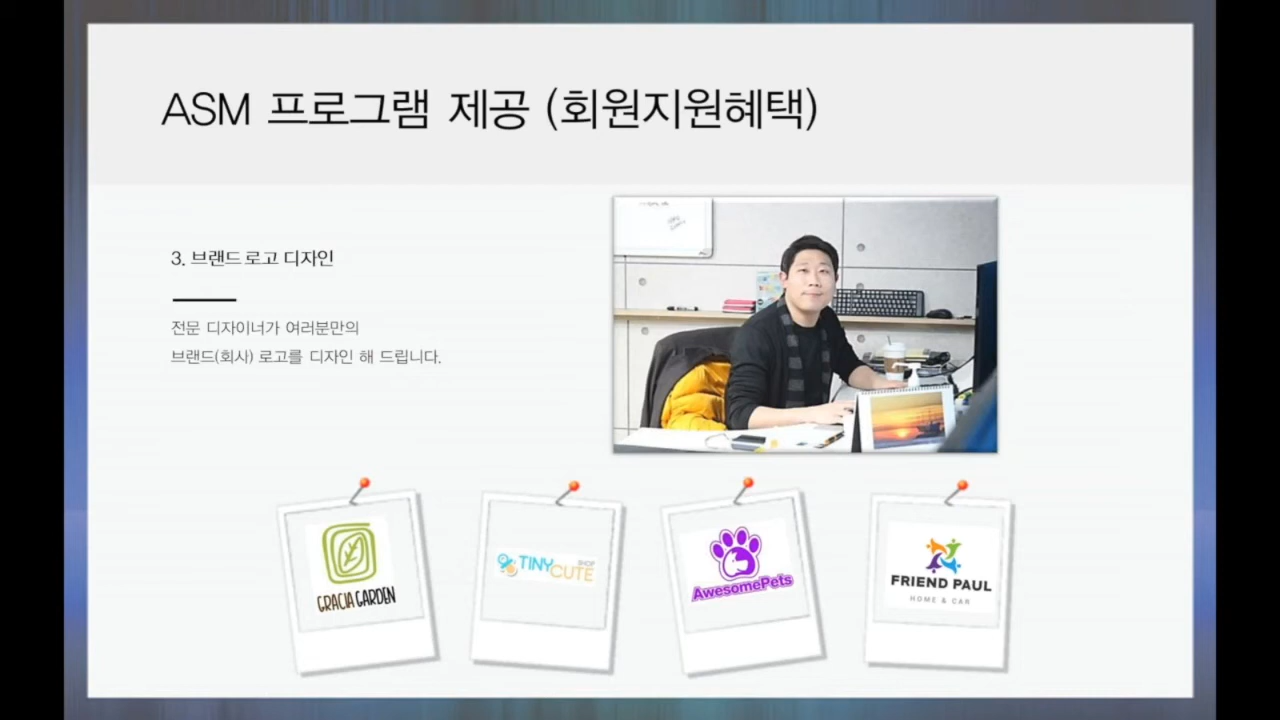 ASM 프로그램 제공 (회원지원혜택)
3. 브랜드 로고 디자인
전문 디자이너가 여러분만의
브랜드(회사) 로고를 디자인 해 드립니다.
GRACIA GARDEN
TINY SHOP
CUTE
AwesomePets
FRIEND PAUL
HOME & CAR